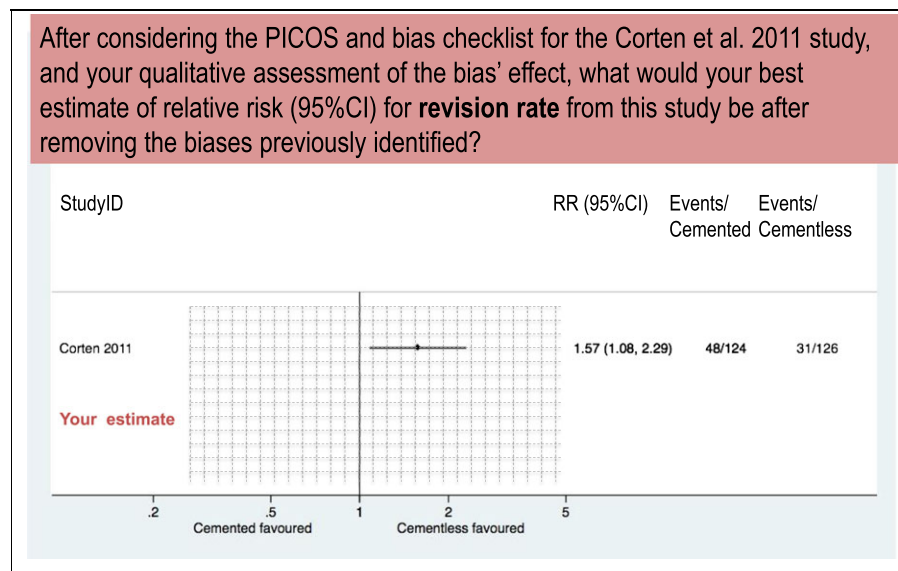 After considering the PICOS and bias checklist for the Corten et al. 2011 study,
and your qualitative assessment of the bias’ effect, what would your best
estimate of relative risk (95%CI) for revision rate from this study be after
removing the biases previously identified?
StudyID RR (95%CI) Events/ Events/
Cemented Cementless
Corten 2011 1.57 (1.08, 2.29) 48/124 31/126
Your estimate
.2 .5 1 2 5
Cemented favoured Cementless favoured